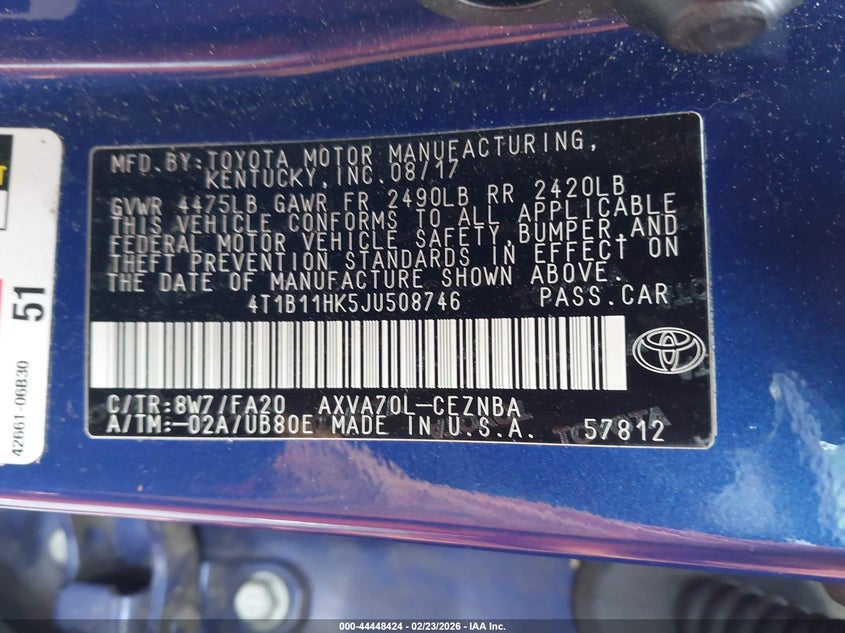 MFD. BY: TOYOTA MOTOR MANUFACTURING,
KENTUCKY, INC. 08/17
GVWR 4475LB GAWR FR 2490LB RR 2420LB
THIS VEHICLE CONFORMS TO ALL APPLICABLE
FEDERAL MOTOR VEHICLE SAFETY, BUMPER, AND
THEFT PREVENTION STANDARDS IN EFFECT ON
THE DATE OF MANUFACTURE SHOWN ABOVE.
4T1B11HK5JU508746 PASS.CAR
C/TR:8W7/FA20 AXVA70L-CEZNBA
A/TM:-02A/UB80E MADE IN U.S.A. 57812
51
42661-06B30
000-44448424 - 02/23/2026 - IAA Inc.